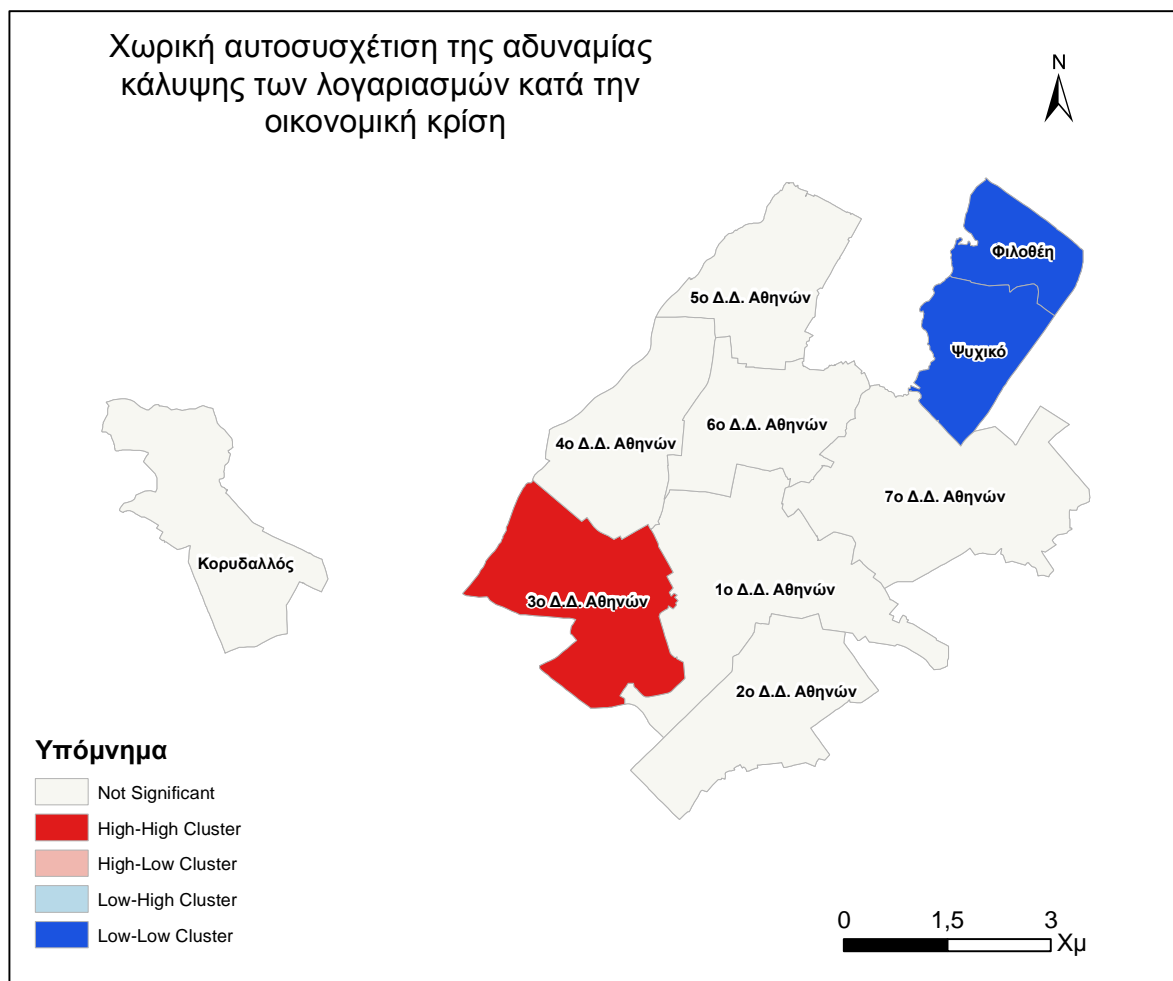 Χωρική αυτοσυσχέτιση της αδυναμίας
κάλυψης των λογαριασμών κατά την
οικονομική κρίση
N
Φιλοθέη
5ο Δ.Δ. Αθηνών
Ψυχικό
6ο Δ.Δ. Αθηνών
4ο Δ.Δ. Αθηνών
7ο Δ.Δ. Αθηνών
Κορυδαλλός
1ο Δ.Δ. Αθηνών
3ο Δ.Δ. Αθηνών
2ο Δ.Δ. Αθηνών
Υπόμνημα
Not Significant
High-High Cluster
High-Low Cluster
Low-High Cluster
Low-Low Cluster
0 1,5 3
Χμ